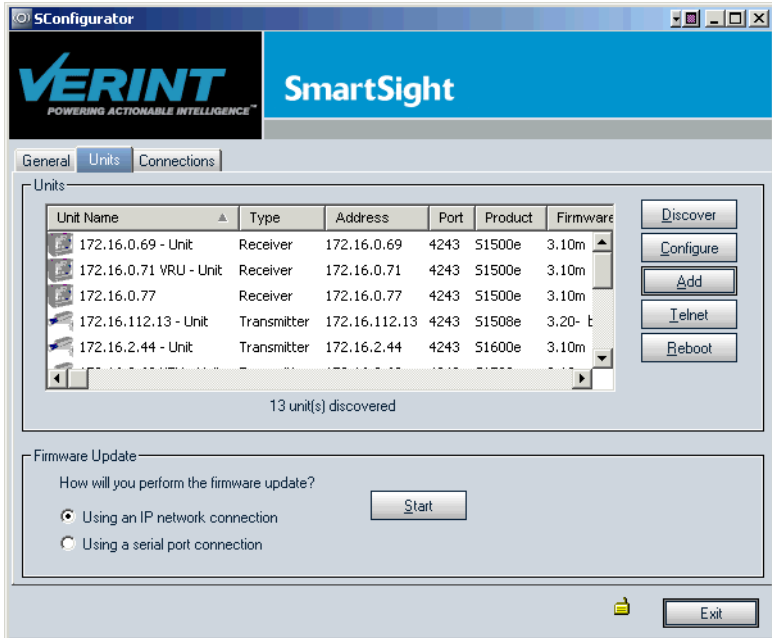 SConfigurator
VERINT
POWERING ACTIONABLE INTELLIGENCE™
SmartSight
General Units Connections
Units
Unit Name Type Address Port Product Firmware
172.16.0.69 - Unit Receiver 172.16.0.69 4243 S1500e 3.10m
172.16.0.71 VRU - Unit Receiver 172.16.0.71 4243 S1500e 3.10m
172.16.0.77 Receiver 172.16.0.77 4243 S1500e 3.10m
172.16.112.13 - Unit Transmitter 172.16.112.13 4243 S1508e 3.20- b
172.16.2.44 - Unit Transmitter 172.16.2.44 4243 S1600e 3.10m
Discover
Configure
Add
Telnet
Reboot
13 unit(s) discovered
Firmware Update
How will you perform the firmware update?
Using an IP network connection
Using a serial port connection
Start
Exit